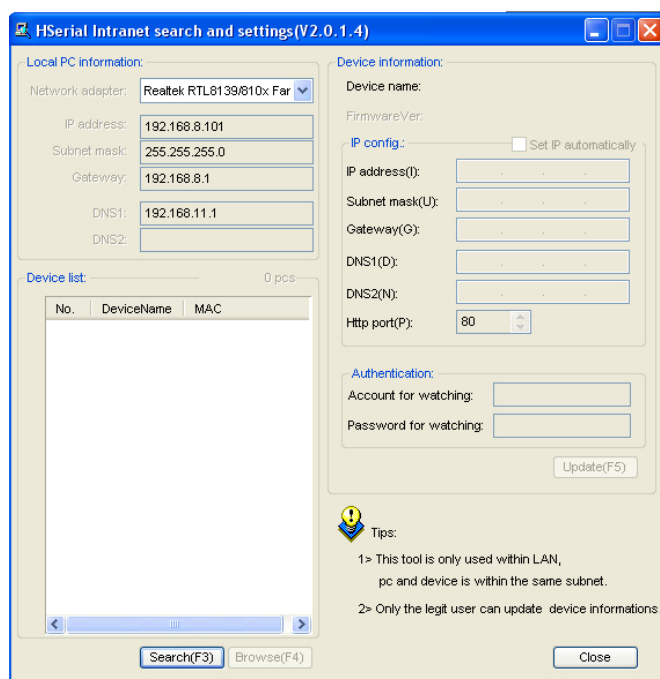 HSerial Intranet search and settings(V2.0.1.4)
Local PC information:
Network adapter: Realtek RTL8139/810x Far
IP address: 192.168.8.101
Subnet mask: 255.255.255.0
Gateway: 192.168.8.1
DNS1: 192.168.11.1
DNS2:
Device list: 0 pcs
No. DeviceName MAC
Search(F3) Browse(F4)
Device information:
Device name:
FirmwareVer:
IP config.: Set IP automatically
IP address(I): . . .
Subnet mask(U): . . .
Gateway(G): . . .
DNS1(D): . . .
DNS2(N): . . .
Http port(P): 80
Authentication:
Account for watching:
Password for watching:
Update(F5)
Tips:
1> This tool is only used within LAN,
pc and device is within the same subnet.
2> Only the legit user can update device informations
Close